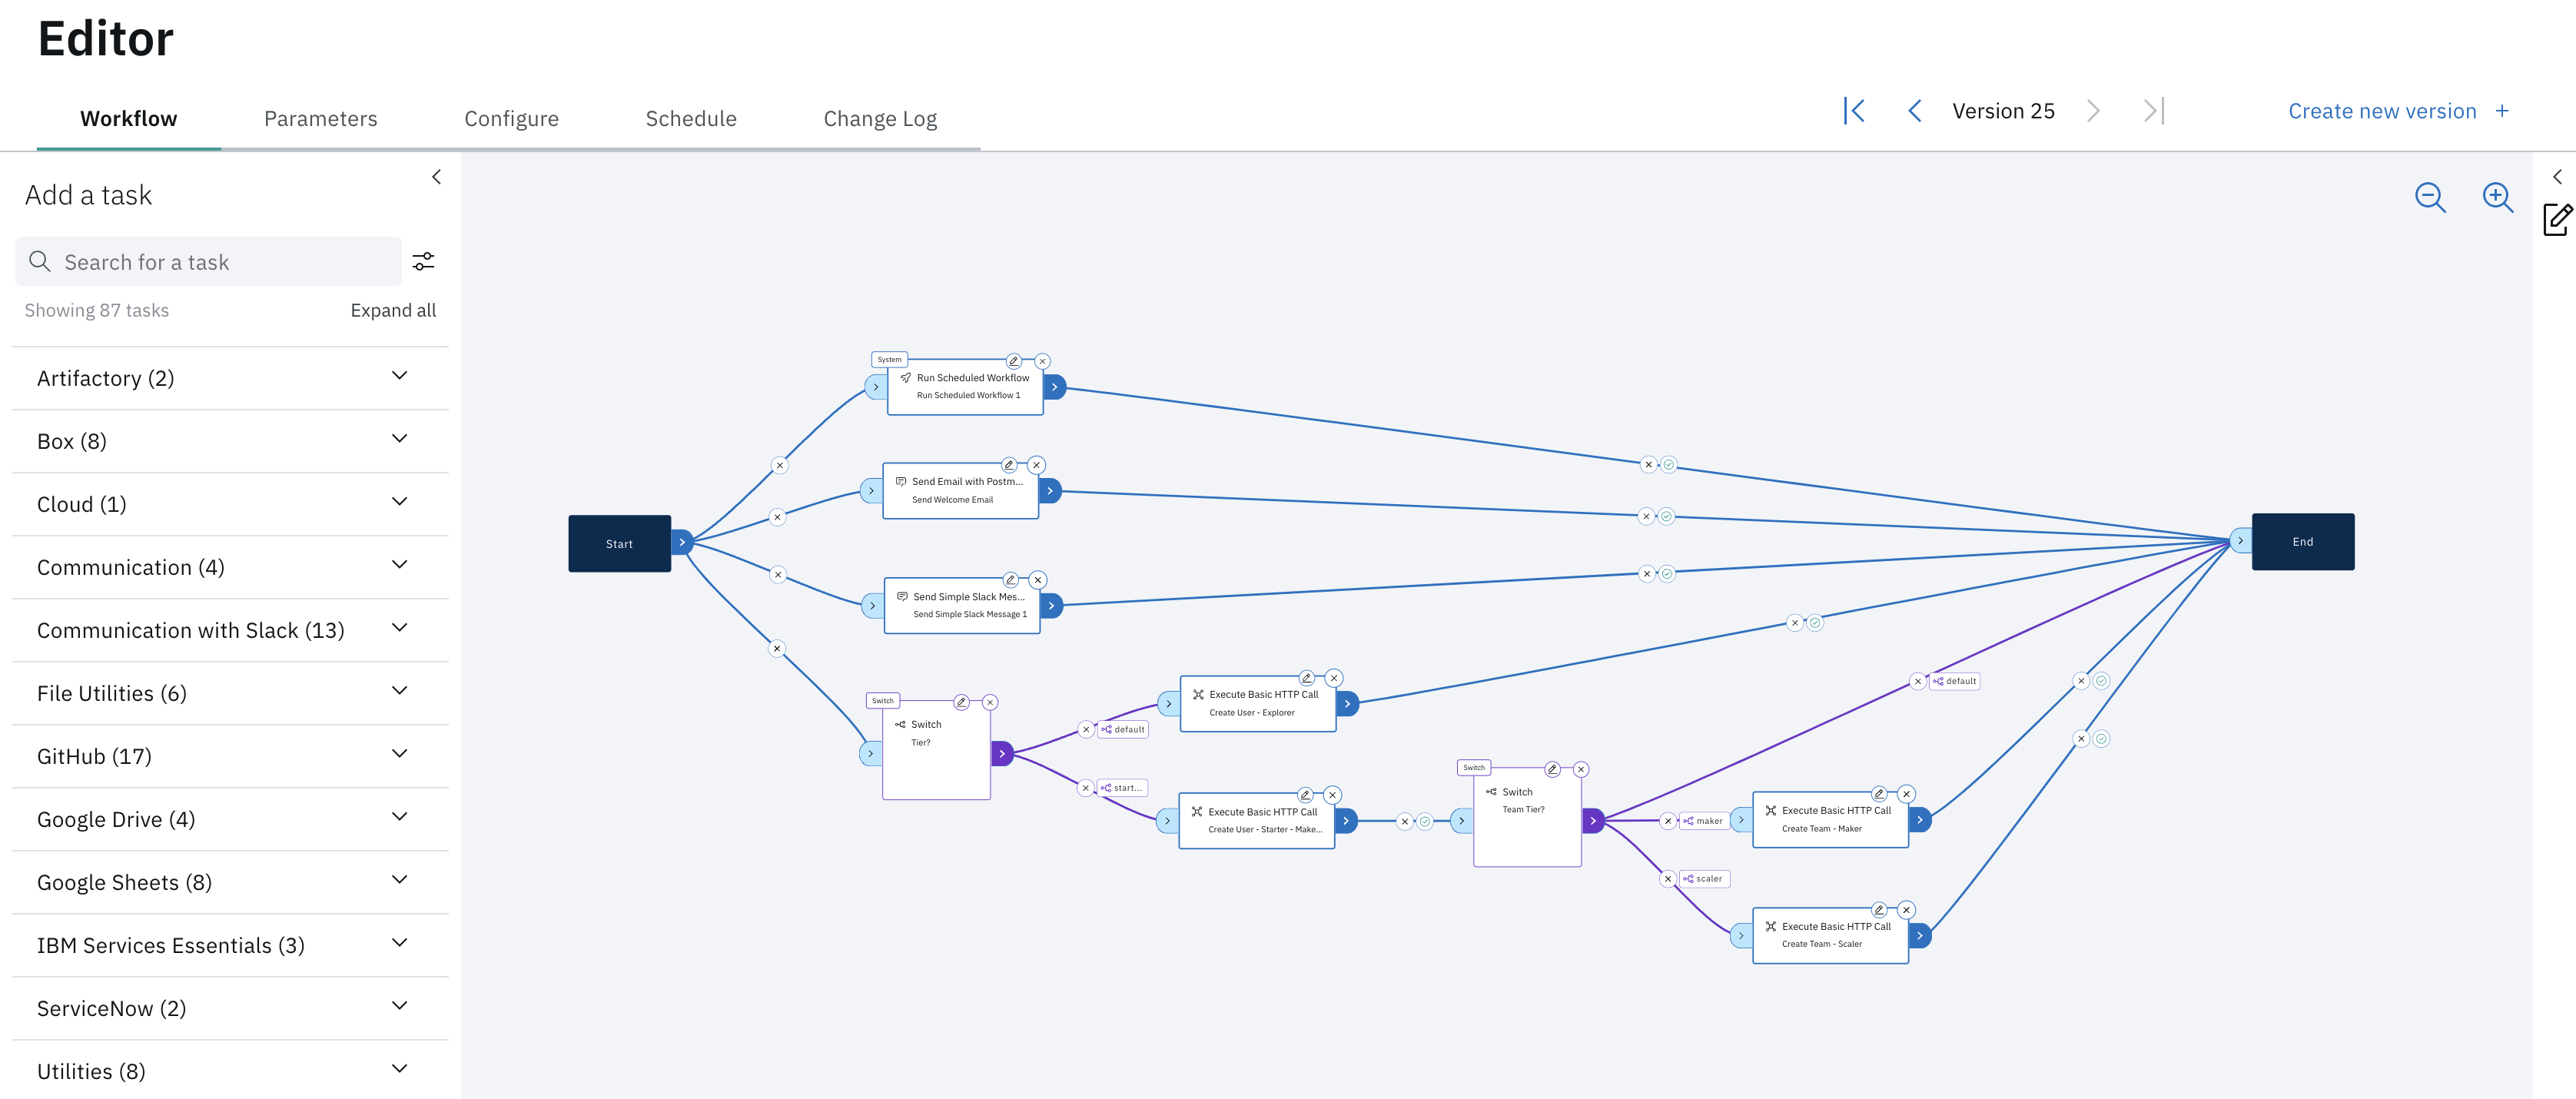 Editor
Workflow
Parameters
Configure
Schedule
Change Log
Version 25
Create new version +
Add a task
Search for a task
Showing 87 tasks
Expand all
Artifactory (2)
Box (8)
Cloud (1)
Communication (4)
Communication with Slack (13)
File Utilities (6)
GitHub (17)
Google Drive (4)
Google Sheets (8)
IBM Services Essentials (3)
ServiceNow (2)
Utilities (8)
Start
System
Run Scheduled Workflow
Run Scheduled Workflow 1
Send Email with Postm...
Send Welcome Email
Send Simple Slack Mes...
Send Simple Slack Message 1
Switch
Switch
Tier?
default
start...
Execute Basic HTTP Call
Create User - Explorer
Execute Basic HTTP Call
Create User - Starter - Make...
Switch
Switch
Team Tier?
default
maker
scaler
Execute Basic HTTP Call
Create Team - Maker
Execute Basic HTTP Call
Create Team - Scaler
End